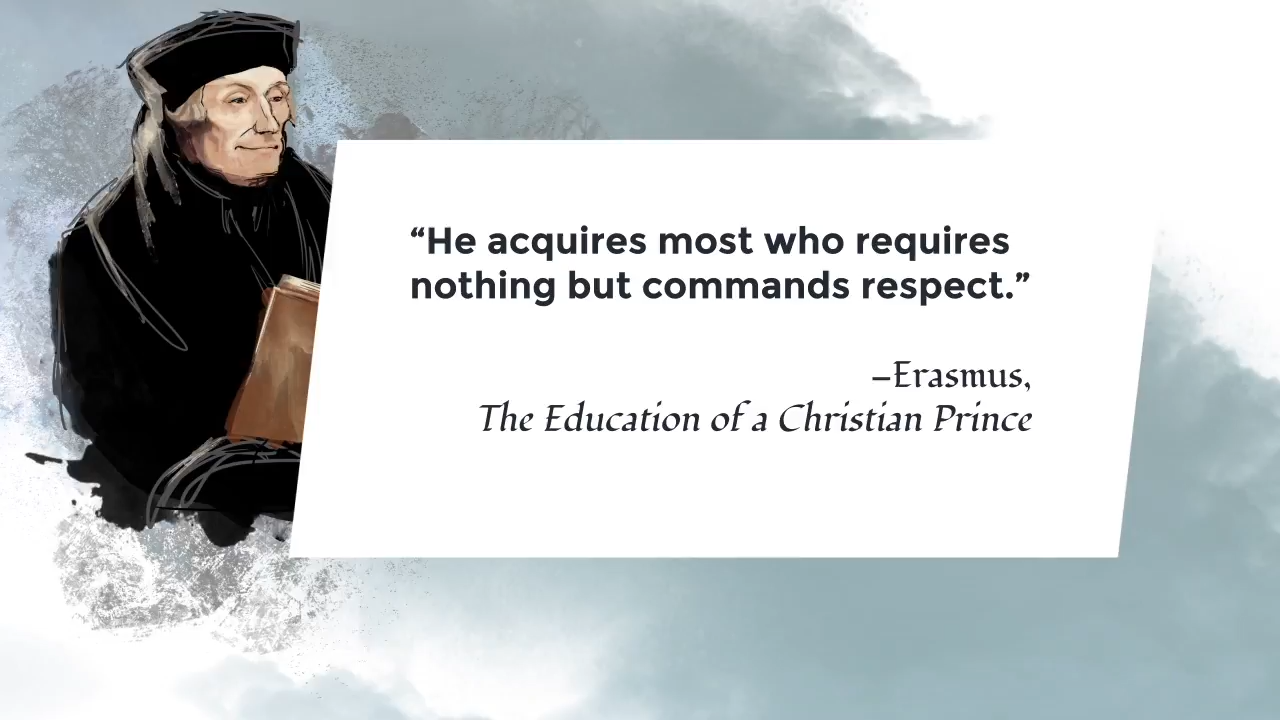 “He acquires most who requires
nothing but commands respect.”
–Erasmus,
The Education of a Christian Prince